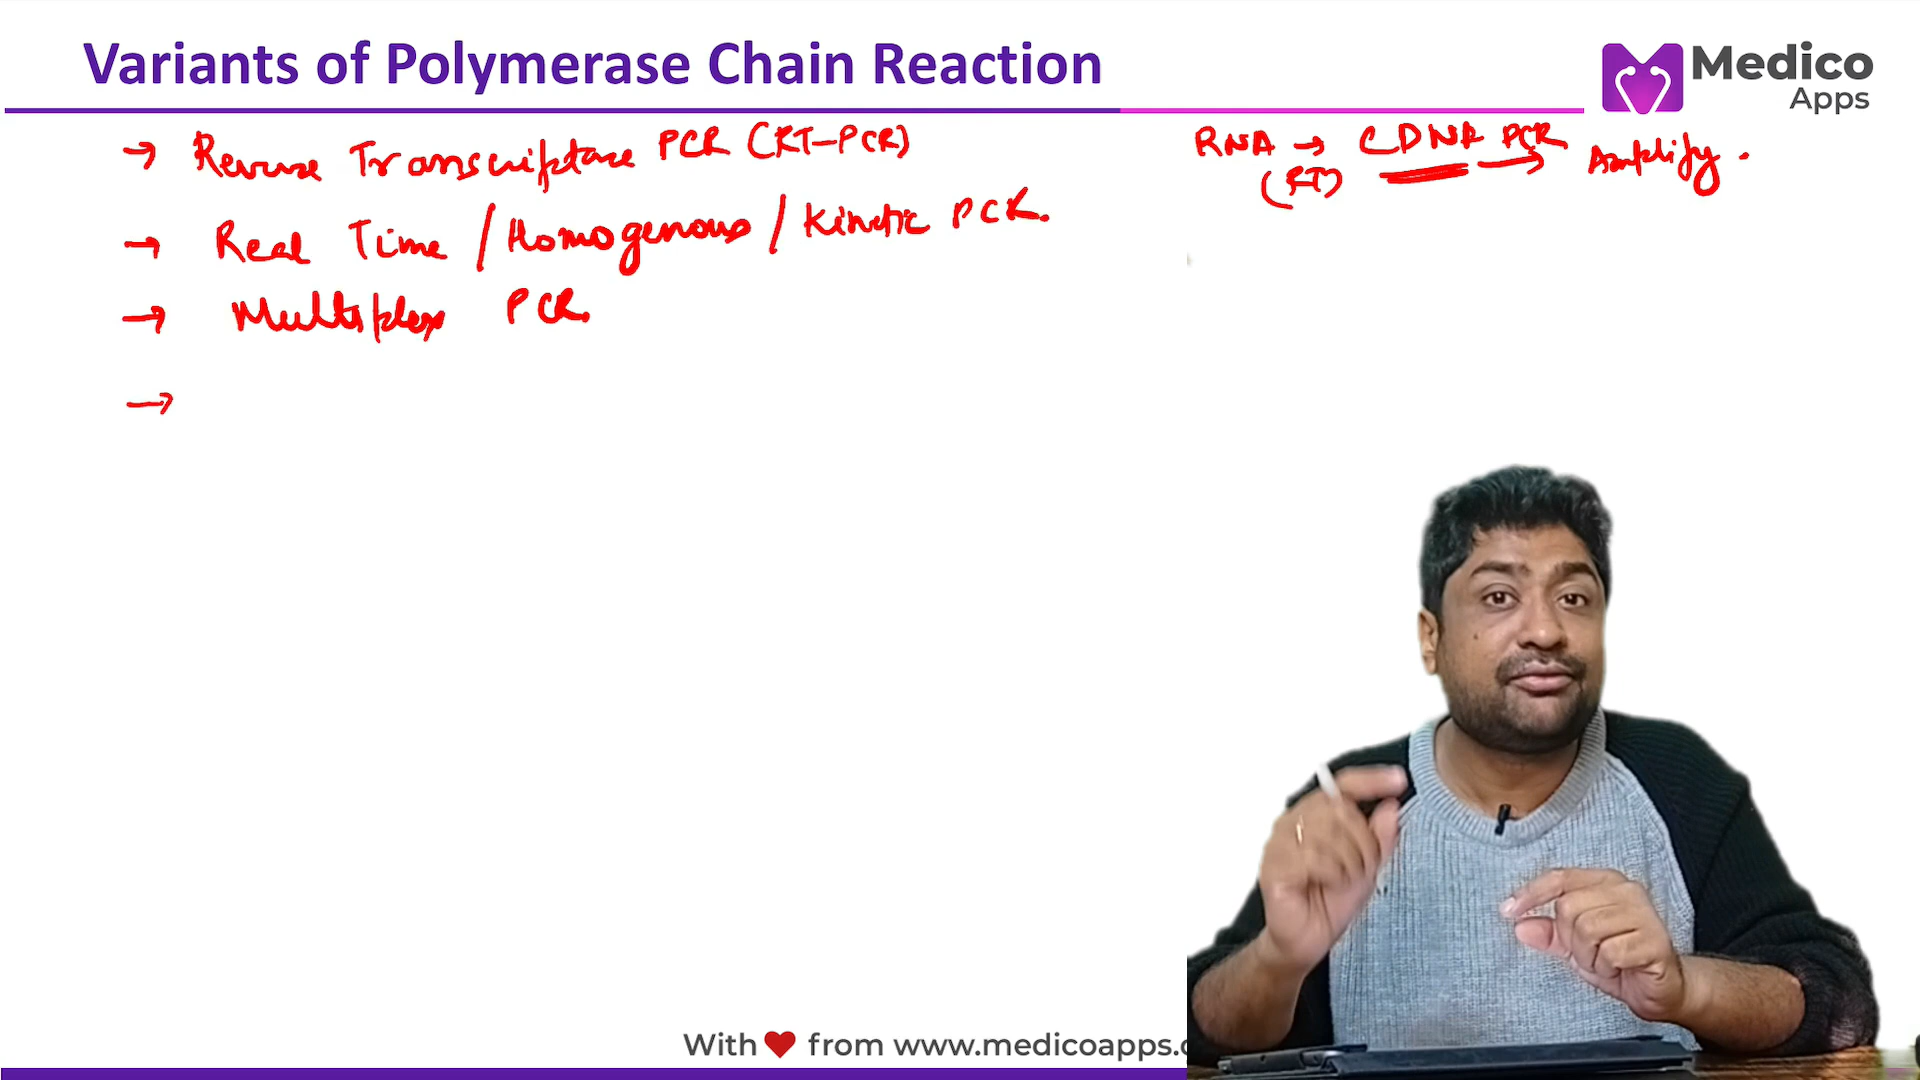 Variants of Polymerase Chain Reaction
Medico
Apps
→ Reverse Transcriptase PCR (RT-PCR)
RNA → CDNA PCR → Amplify.
(RT)
→ Real Time / Homogenous / Kinetic PCR.
→ Multiplex PCR.
→
With ❤ from www.medicoapps.